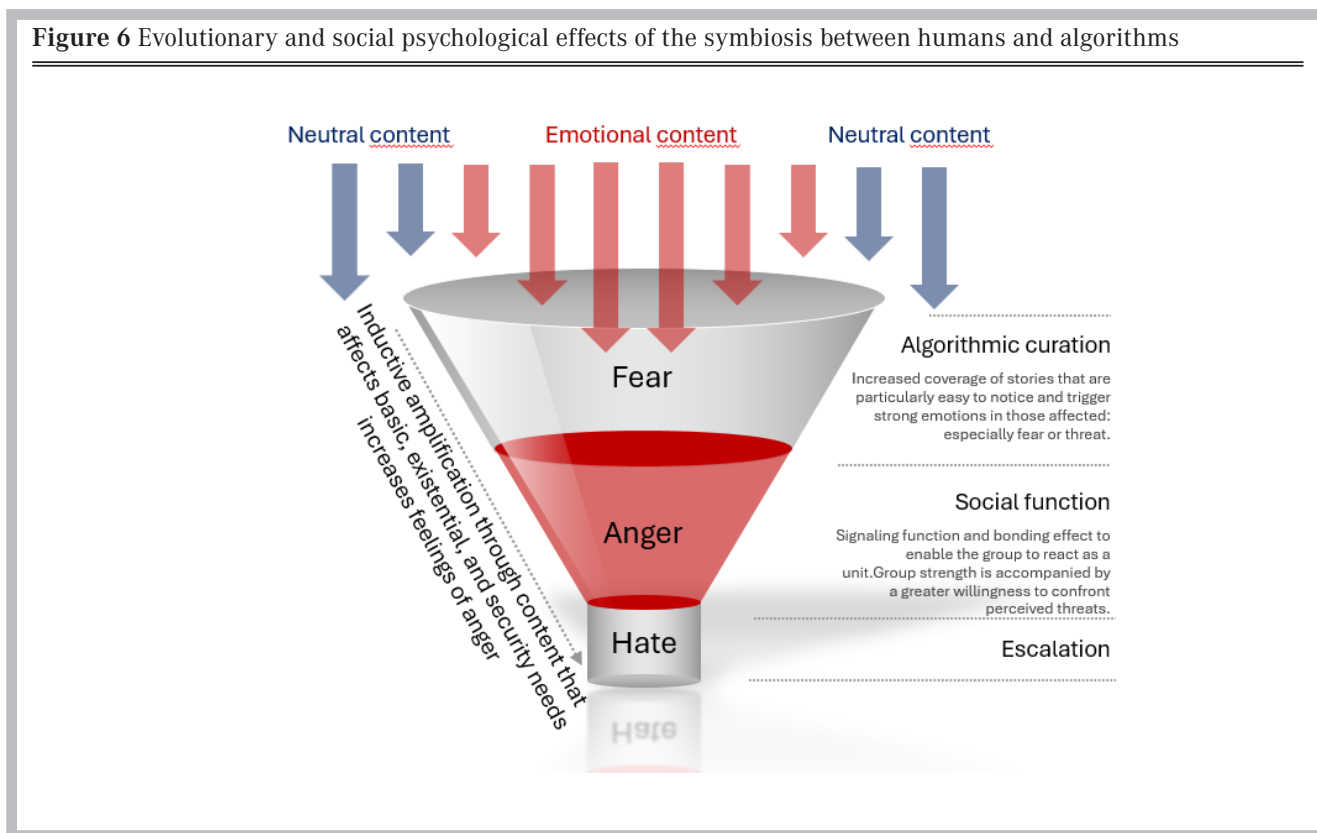 Figure 6 Evolutionary and social psychological effects of the symbiosis between humans and algorithms
Neutral content
Emotional content
Neutral content
Inductive amplification through content that
affects basic, existential, and security needs
increases feelings of anger
Fear
Anger
Hate
Hate
Algorithmic curation
Increased coverage of stories that are
particularly easy to notice and trigger
strong emotions in those affected:
especially fear or threat.
Social function
Signaling function and bonding effect to
enable the group to react as a
unit.Group strength is accompanied by
a greater willingness to confront
perceived threats.
Escalation